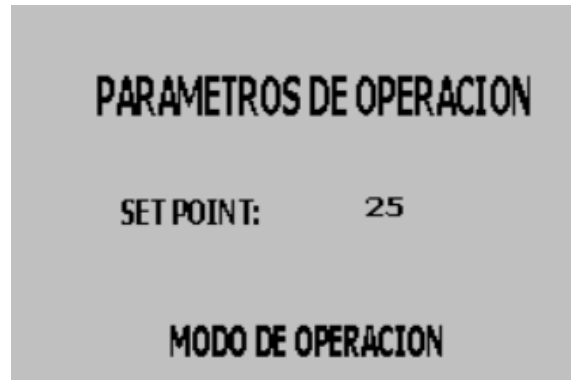 PARAMETROS DE OPERACION
SET POINT: 25
MODO DE OPERACION